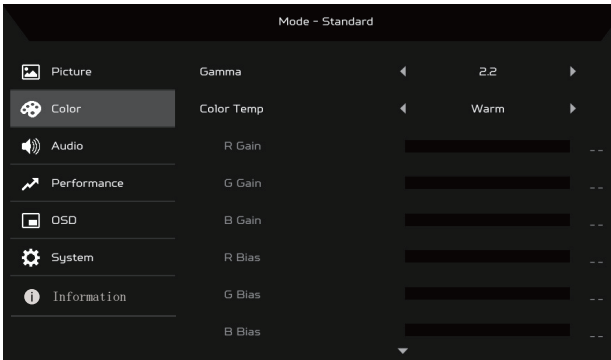 Mode - Standard
Picture Gamma 2.2
Color Color Temp Warm
Audio R Gain --
Performance G Gain --
OSD B Gain --
System R Bias --
Information G Bias --
B Bias --